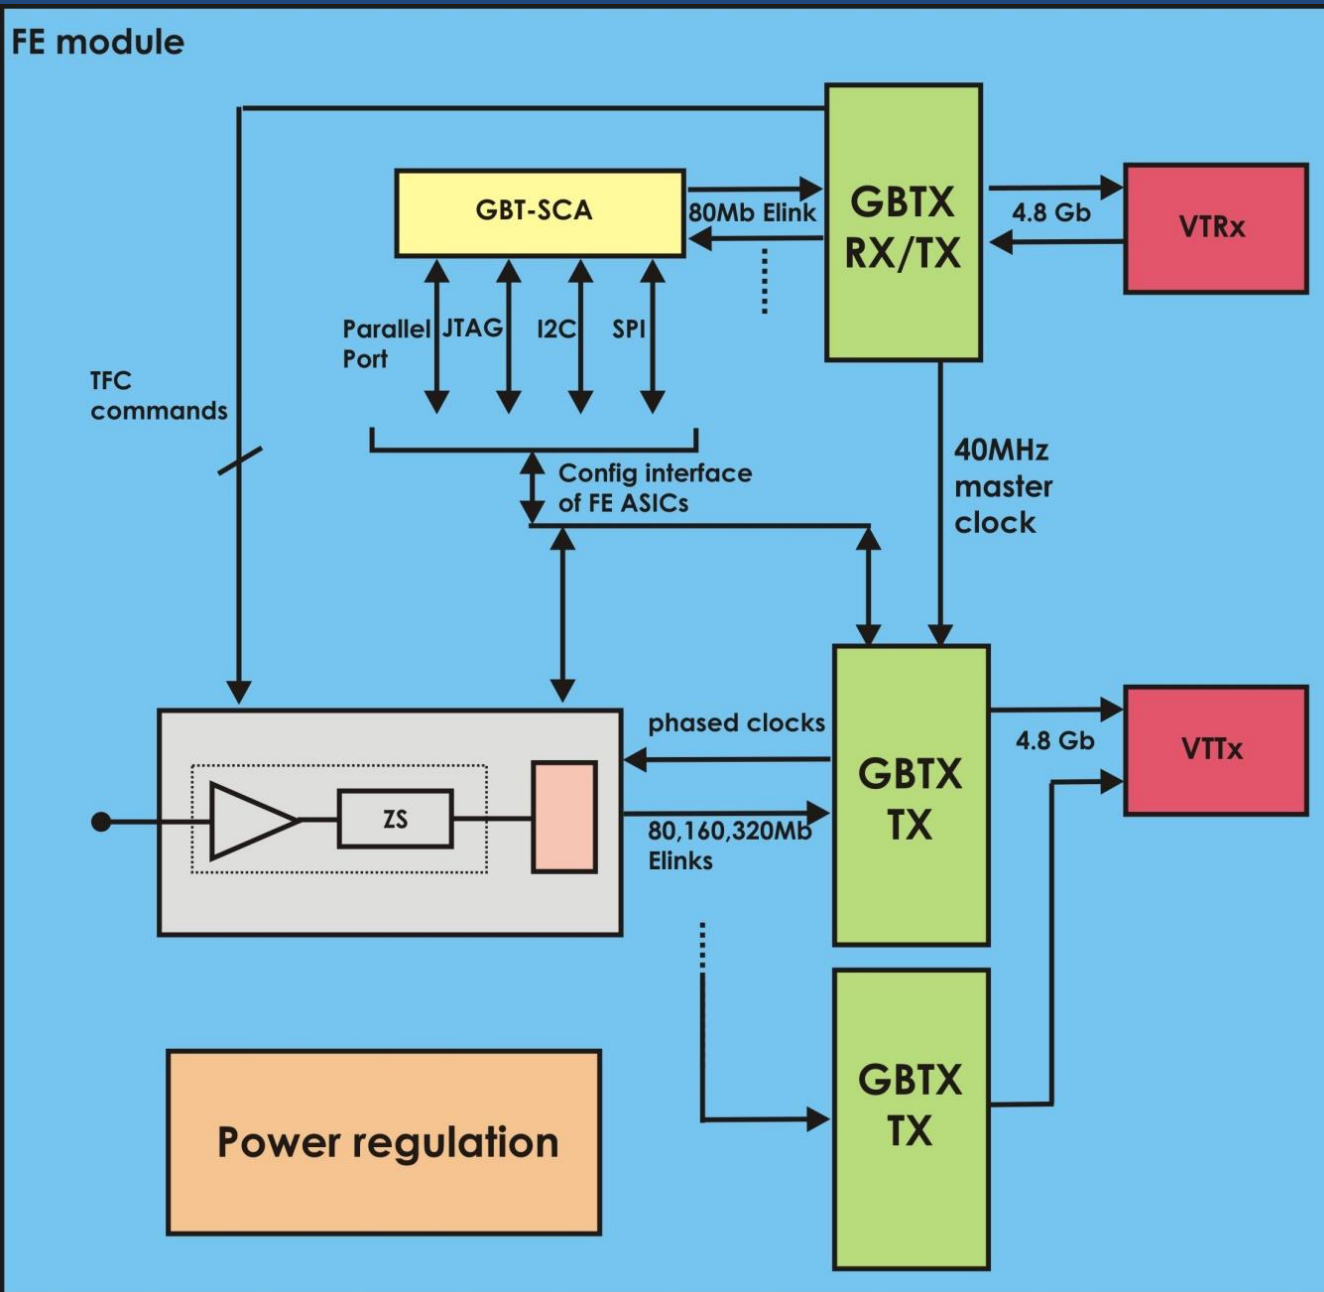 FE module
GBTX
RX/TX
GBT-SCA
80Mb Elink
4.8 Gb
VTRx
Parallel
Port
JTAG
I2C
SPI
TFC
commands
40MHz
master
clock
Config interface
of FE ASICs
phased clocks
GBTX
TX
4.8 Gb
VTTx
ZS
80,160,320Mb
Elinks
GBTX
TX
Power regulation